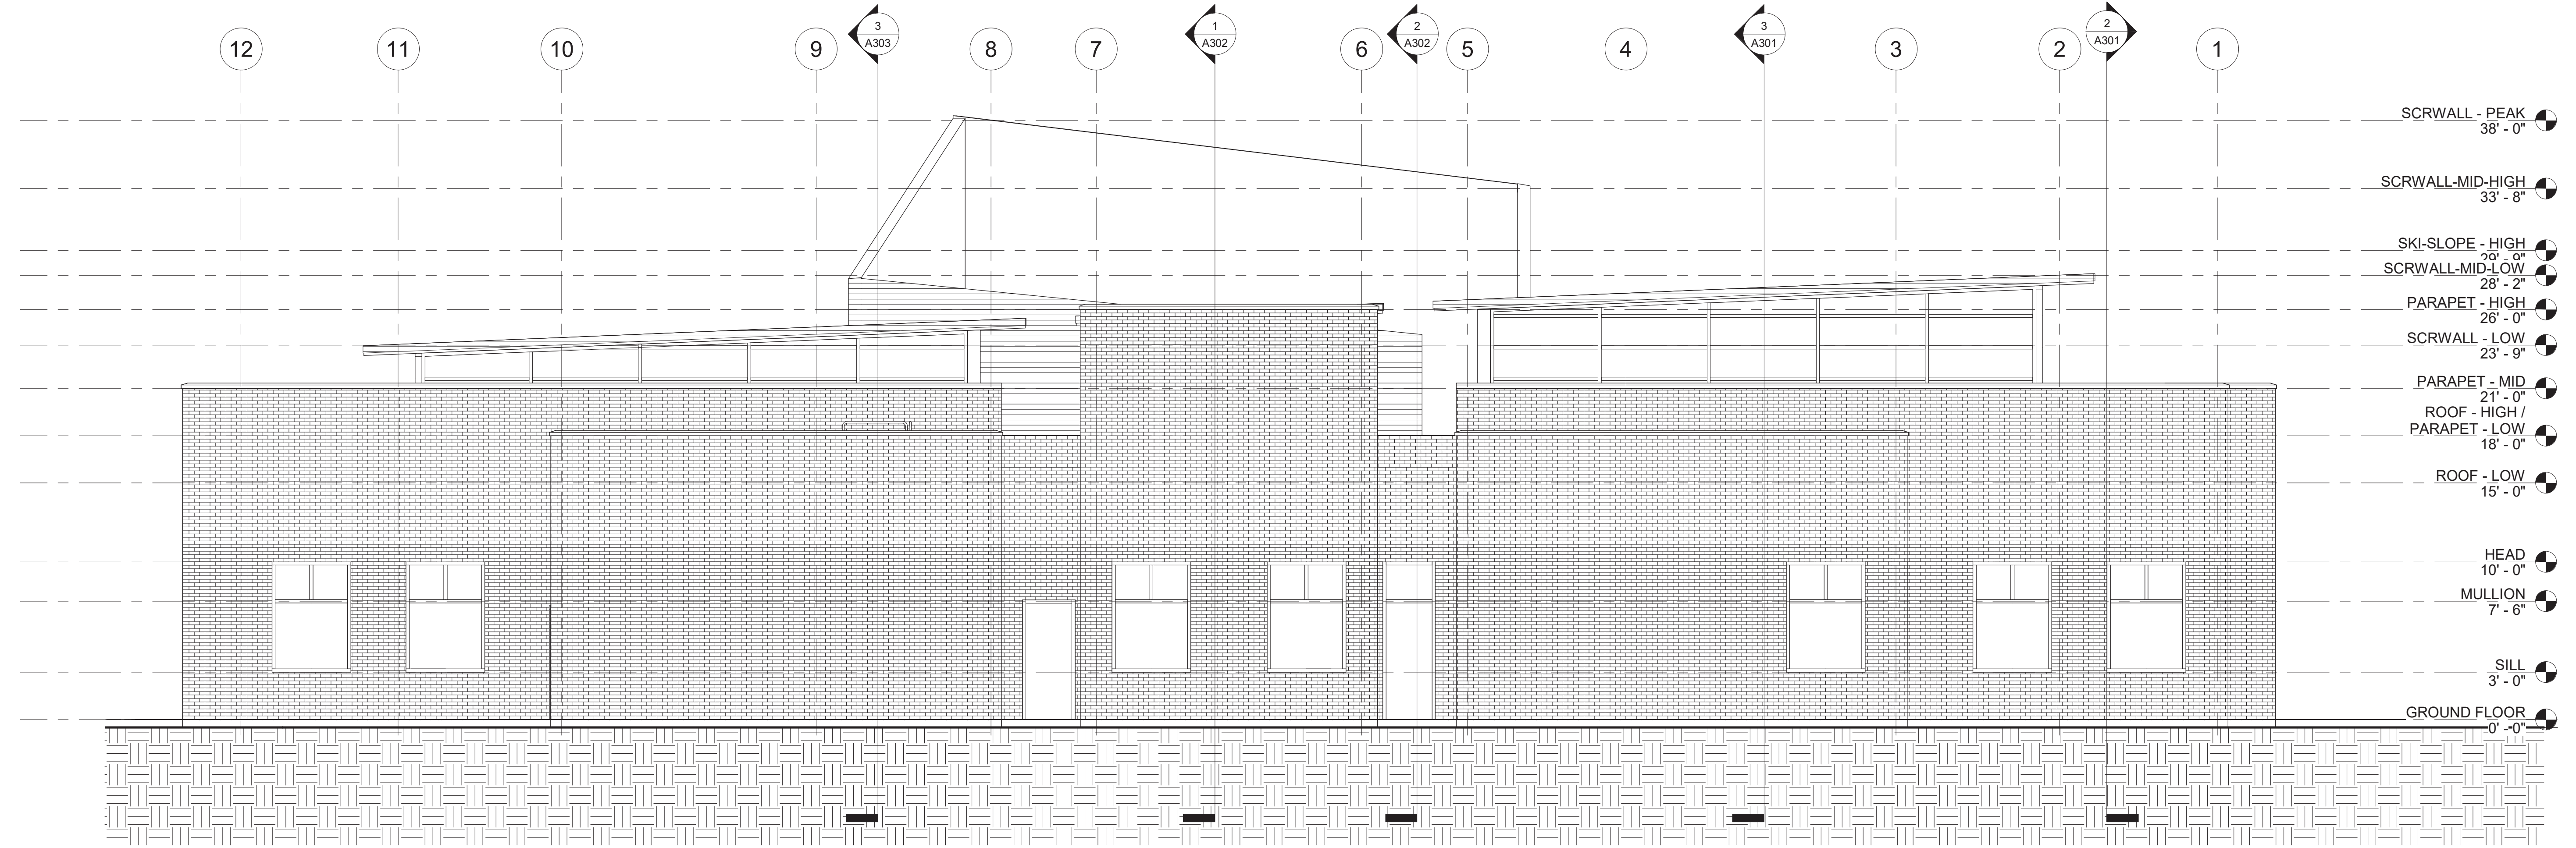 12
11
10
9
3
A303
8
7
1
A302
6
2
A302
5
4
3
A301
3
2
2
A301
1
SCRWALL - PEAK
38' - 0"
SCRWALL-MID-HIGH
33' - 8"
SKI-SLOPE - HIGH
29' - 9"
SCRWALL-MID-LOW
28' - 2"
PARAPET - HIGH
26' - 0"
SCRWALL - LOW
23' - 9"
PARAPET - MID
21' - 0"
ROOF - HIGH /
PARAPET - LOW
18' - 0"
ROOF - LOW
15' - 0"
HEAD
10' - 0"
MULLION
7' - 6"
SILL
3' - 0"
GROUND FLOOR
0' - 0"